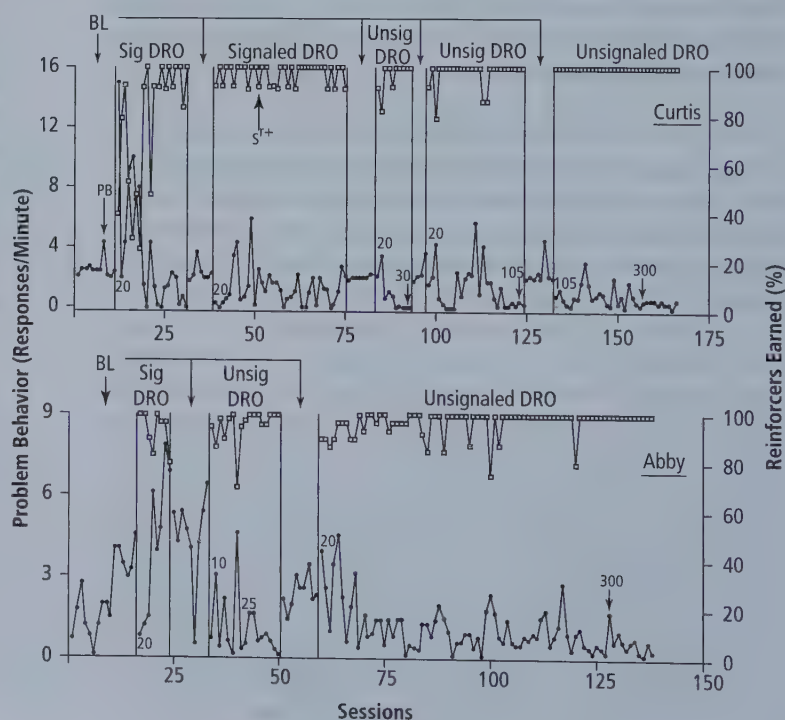 BL
Sig DRO
Signaled DRO
Unsig
DRO
Unsig DRO
Unsignaled DRO
Problem Behavior (Responses/Minute)
16
12
8
4
0
PB
20
20
Sr+
20
30
20
105
105
300
Curtis
100
80
60
40
20
0
25
50
75
100
125
150
175
Reinforcers Earned (%)
BL
Sig
DRO
Unsig
DRO
Unsignaled DRO
9
6
3
0
20
10
25
20
300
Abby
100
80
60
40
20
0
25
50
75
100
125
150
Sessions